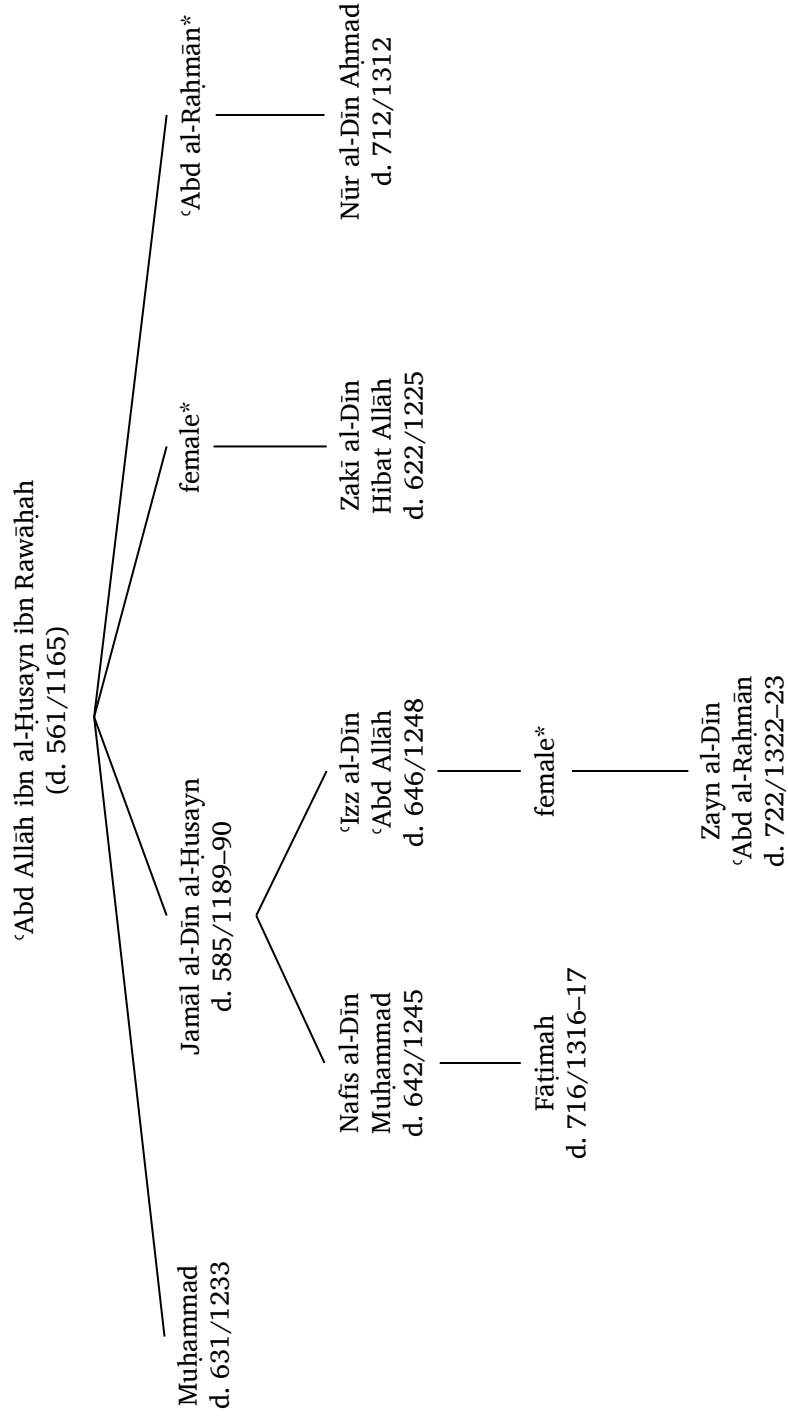 ʿAbd Allāh ibn al-Ḥusayn ibn Rawāḥah
(d. 561/1165)
Muḥammad
d. 631/1233
Jamāl al-Dīn al-Ḥusayn
d. 585/1189–90
female*
ʿAbd al-Raḥmān*
Nafīs al-Dīn
Muḥammad
d. 642/1245
ʿIzz al-Dīn
ʿAbd Allāh
d. 646/1248
Zakī al-Dīn
Hibat Allāh
d. 622/1225
Nūr al-Dīn Aḥmad
d. 712/1312
Fāṭimah
d. 716/1316–17
female*
Zayn al-Dīn
ʿAbd al-Raḥmān
d. 722/1322–23